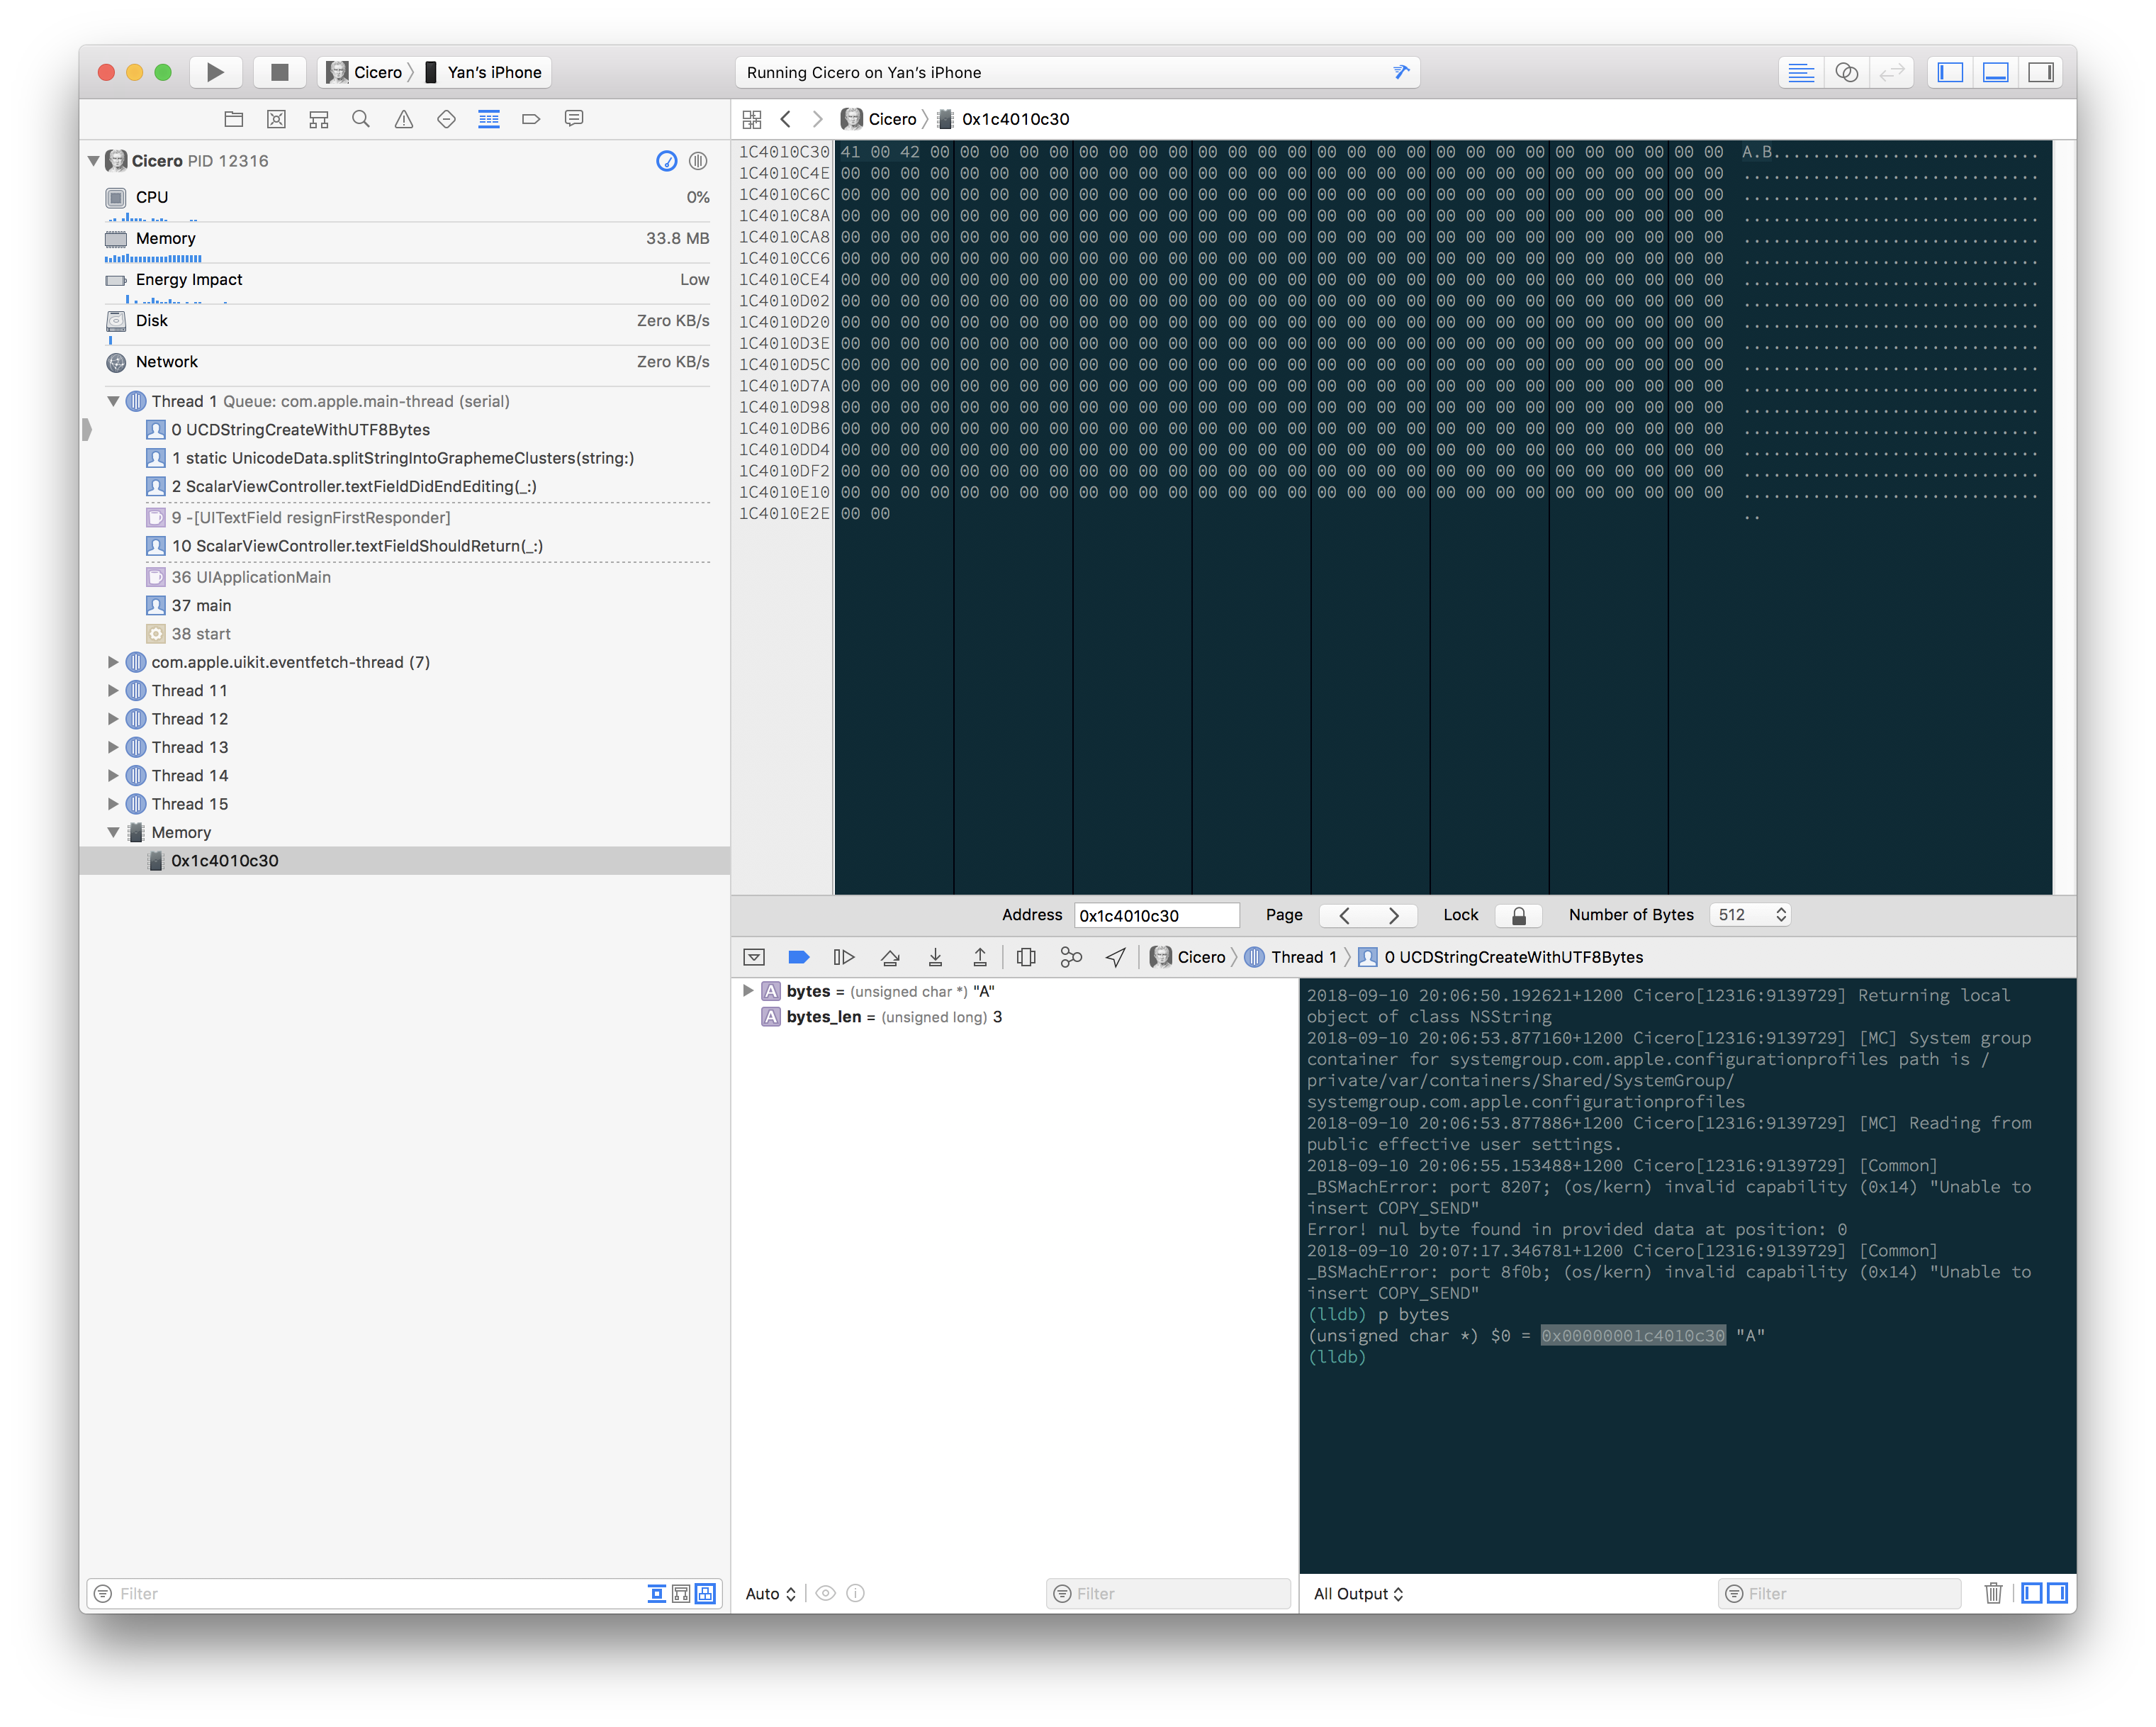 Cicero 〉 Yan’s iPhone
Running Cicero on Yan’s iPhone
Cicero PID 12316
CPU 0%
Memory 33.8 MB
Energy Impact Low
Disk Zero KB/s
Network Zero KB/s
Thread 1 Queue: com.apple.main-thread (serial)
0 UCDStringCreateWithUTF8Bytes
1 static UnicodeData.splitStringIntoGraphemeClusters(string:)
2 ScalarViewController.textFieldDidEndEditing(_:)
9 -[UITextField resignFirstResponder]
10 ScalarViewController.textFieldShouldReturn(_:)
36 UIApplicationMain
37 main
38 start
com.apple.uikit.eventfetch-thread (7)
Thread 11
Thread 12
Thread 13
Thread 14
Thread 15
Memory
0x1c4010c30
Filter
Cicero 〉 0x1c4010c30
1C4010C30 41 00 42 00 00 00 00 00 00 00 00 00 00 00 00 00 00 00 00 00 00 00 00 00 00 00 00 00 00 00 A.B...........................
1C4010C4E 00 00 00 00 00 00 00 00 00 00 00 00 00 00 00 00 00 00 00 00 00 00 00 00 00 00 00 00 00 00 ..............................
1C4010C6C 00 00 00 00 00 00 00 00 00 00 00 00 00 00 00 00 00 00 00 00 00 00 00 00 00 00 00 00 00 00 ..............................
1C4010C8A 00 00 00 00 00 00 00 00 00 00 00 00 00 00 00 00 00 00 00 00 00 00 00 00 00 00 00 00 00 00 ..............................
1C4010CA8 00 00 00 00 00 00 00 00 00 00 00 00 00 00 00 00 00 00 00 00 00 00 00 00 00 00 00 00 00 00 ..............................
1C4010CC6 00 00 00 00 00 00 00 00 00 00 00 00 00 00 00 00 00 00 00 00 00 00 00 00 00 00 00 00 00 00 ..............................
1C4010CE4 00 00 00 00 00 00 00 00 00 00 00 00 00 00 00 00 00 00 00 00 00 00 00 00 00 00 00 00 00 00 ..............................
1C4010D02 00 00 00 00 00 00 00 00 00 00 00 00 00 00 00 00 00 00 00 00 00 00 00 00 00 00 00 00 00 00 ..............................
1C4010D20 00 00 00 00 00 00 00 00 00 00 00 00 00 00 00 00 00 00 00 00 00 00 00 00 00 00 00 00 00 00 ..............................
1C4010D3E 00 00 00 00 00 00 00 00 00 00 00 00 00 00 00 00 00 00 00 00 00 00 00 00 00 00 00 00 00 00 ..............................
1C4010D5C 00 00 00 00 00 00 00 00 00 00 00 00 00 00 00 00 00 00 00 00 00 00 00 00 00 00 00 00 00 00 ..............................
1C4010D7A 00 00 00 00 00 00 00 00 00 00 00 00 00 00 00 00 00 00 00 00 00 00 00 00 00 00 00 00 00 00 ..............................
1C4010D98 00 00 00 00 00 00 00 00 00 00 00 00 00 00 00 00 00 00 00 00 00 00 00 00 00 00 00 00 00 00 ..............................
1C4010DB6 00 00 00 00 00 00 00 00 00 00 00 00 00 00 00 00 00 00 00 00 00 00 00 00 00 00 00 00 00 00 ..............................
1C4010DD4 00 00 00 00 00 00 00 00 00 00 00 00 00 00 00 00 00 00 00 00 00 00 00 00 00 00 00 00 00 00 ..............................
1C4010DF2 00 00 00 00 00 00 00 00 00 00 00 00 00 00 00 00 00 00 00 00 00 00 00 00 00 00 00 00 00 00 ..............................
1C4010E10 00 00 00 00 00 00 00 00 00 00 00 00 00 00 00 00 00 00 00 00 00 00 00 00 00 00 00 00 00 00 ..............................
1C4010E2E 00 00 ..
Address 0x1c4010c30 Page Lock Number of Bytes 512
Cicero 〉 Thread 1 〉 0 UCDStringCreateWithUTF8Bytes
A bytes = (unsigned char *) "A"
A bytes_len = (unsigned long) 3
Auto
Filter
2018-09-10 20:06:50.192621+1200 Cicero[12316:9139729] Returning local
object of class NSString
2018-09-10 20:06:53.877160+1200 Cicero[12316:9139729] [MC] System group
container for systemgroup.com.apple.configurationprofiles path is /
private/var/containers/Shared/SystemGroup/
systemgroup.com.apple.configurationprofiles
2018-09-10 20:06:53.877886+1200 Cicero[12316:9139729] [MC] Reading from
public effective user settings.
2018-09-10 20:06:55.153488+1200 Cicero[12316:9139729] [Common]
_BSMachError: port 8207; (os/kern) invalid capability (0x14) "Unable to
insert COPY_SEND"
Error! nul byte found in provided data at position: 0
2018-09-10 20:07:17.346781+1200 Cicero[12316:9139729] [Common]
_BSMachError: port 8f0b; (os/kern) invalid capability (0x14) "Unable to
insert COPY_SEND"
(lldb) p bytes
(unsigned char *) $0 = 0x00000001c4010c30 "A"
(lldb)
All Output
Filter